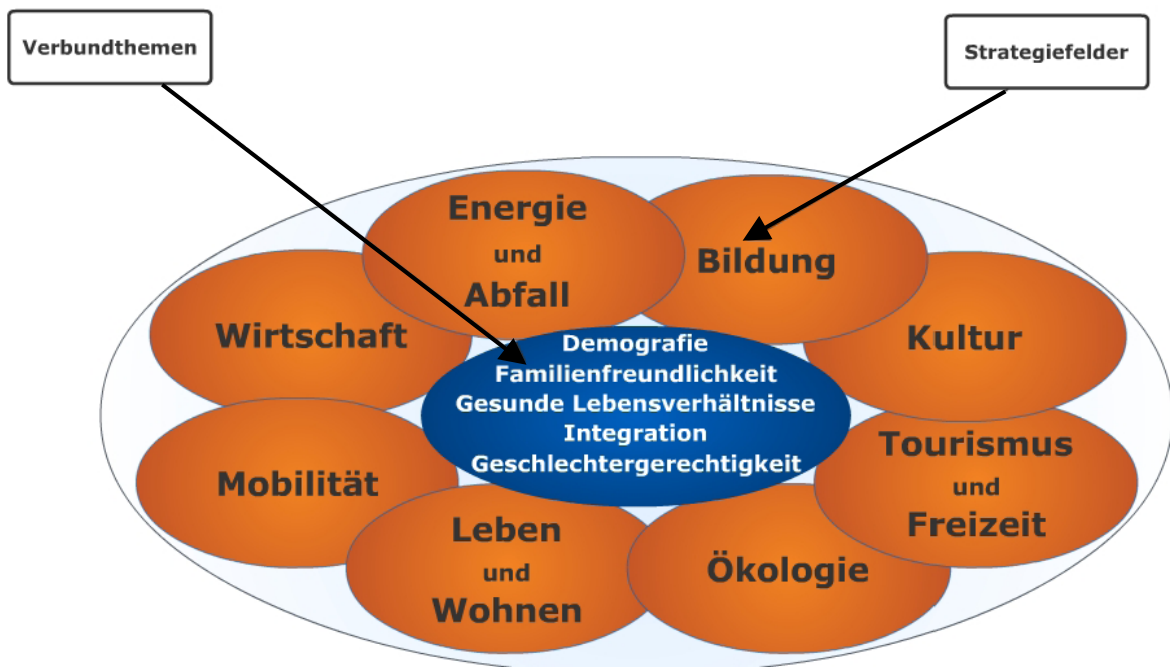 Verbundthemen
Strategiefelder
Energie
und
Abfall
Bildung
Wirtschaft
Kultur
Demografie
Familienfreundlichkeit
Gesunde Lebensverhältnisse
Integration
Geschlechtergerechtigkeit
Mobilität
Tourismus
und
Freizeit
Leben
und
Wohnen
Ökologie